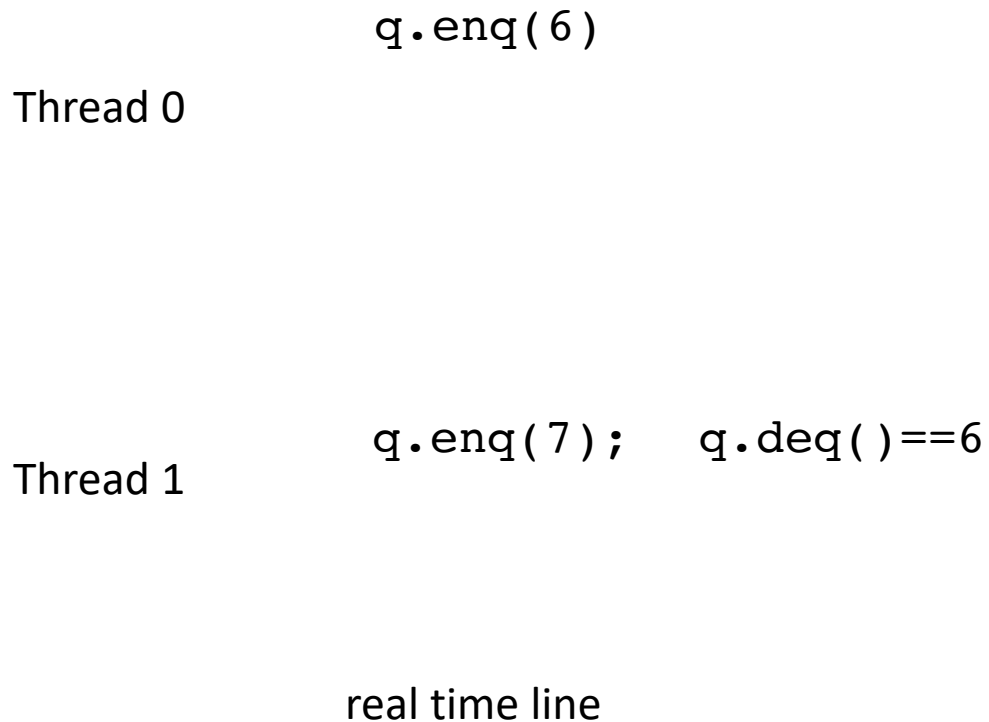 q.enq(6)
Thread 0
q.enq(7); q.deq()==6
Thread 1
real time line